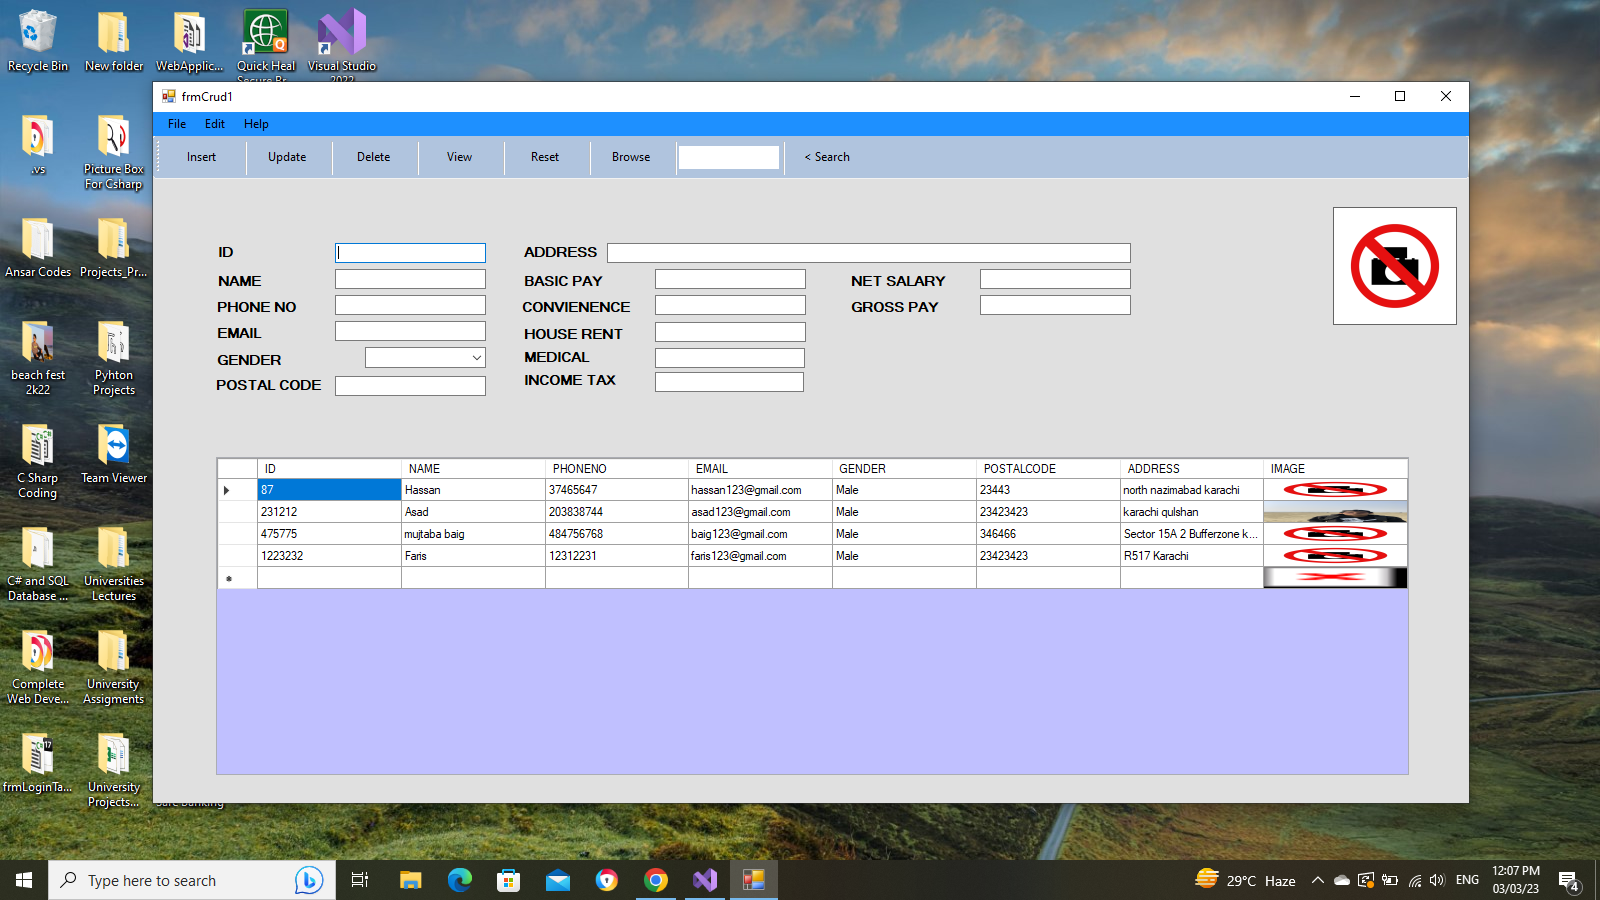 Recycle Bin
New folder
WebApplic...
Quick Heal
Visual Studio
2022
frmCrud1
File Edit Help
Insert Update Delete View Reset Browse < Search
.vs
Picture Box
For Csharp
Ansar Codes
Projects_Pr...
beach fest
2k22
Pyhton
Projects
C Sharp
Coding
Team Viewer
C# and SQL
Database ...
Universities
Lectures
Complete
Web Deve...
University
Assigments
frmLoginTa...
University
Projects...
ID
ADDRESS
NAME
BASIC PAY
NET SALARY
PHONE NO
CONVIENENCE
GROSS PAY
EMAIL
HOUSE RENT
GENDER
MEDICAL
POSTAL CODE
INCOME TAX
ID NAME PHONENO EMAIL GENDER POSTALCODE ADDRESS IMAGE
87 Hassan 37465647 hassan123@gmail.com Male 23443 north nazimabad karachi
231212 Asad 203838744 asad123@gmail.com Male 23423423 karachi qulshan
475775 mujtaba baig 484756768 baig123@gmail.com Male 346466 Sector 15A 2 Bufferzone k...
1223232 Faris 12312231 faris123@gmail.com Male 23423423 R517 Karachi
Type here to search
29°C Haze
ENG
12:07 PM
03/03/23
4